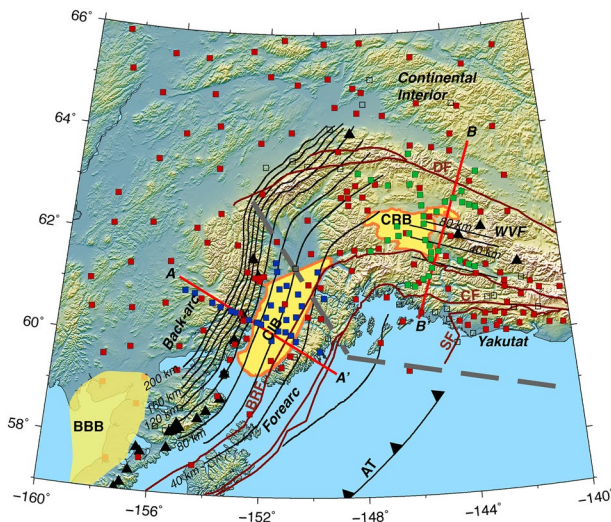 66°
64°
62°
60°
58°
−160°
−156°
−152°
−148°
−144°
−140°
Continental
Interior
B
DF
CRB
WVF
80 km
40 km
A
Back-arc
CIB
B'
CF
SF
Yakutat
A'
200 km
160 km
120 km
80 km
40 km
BRF
Forearc
BBB
AT